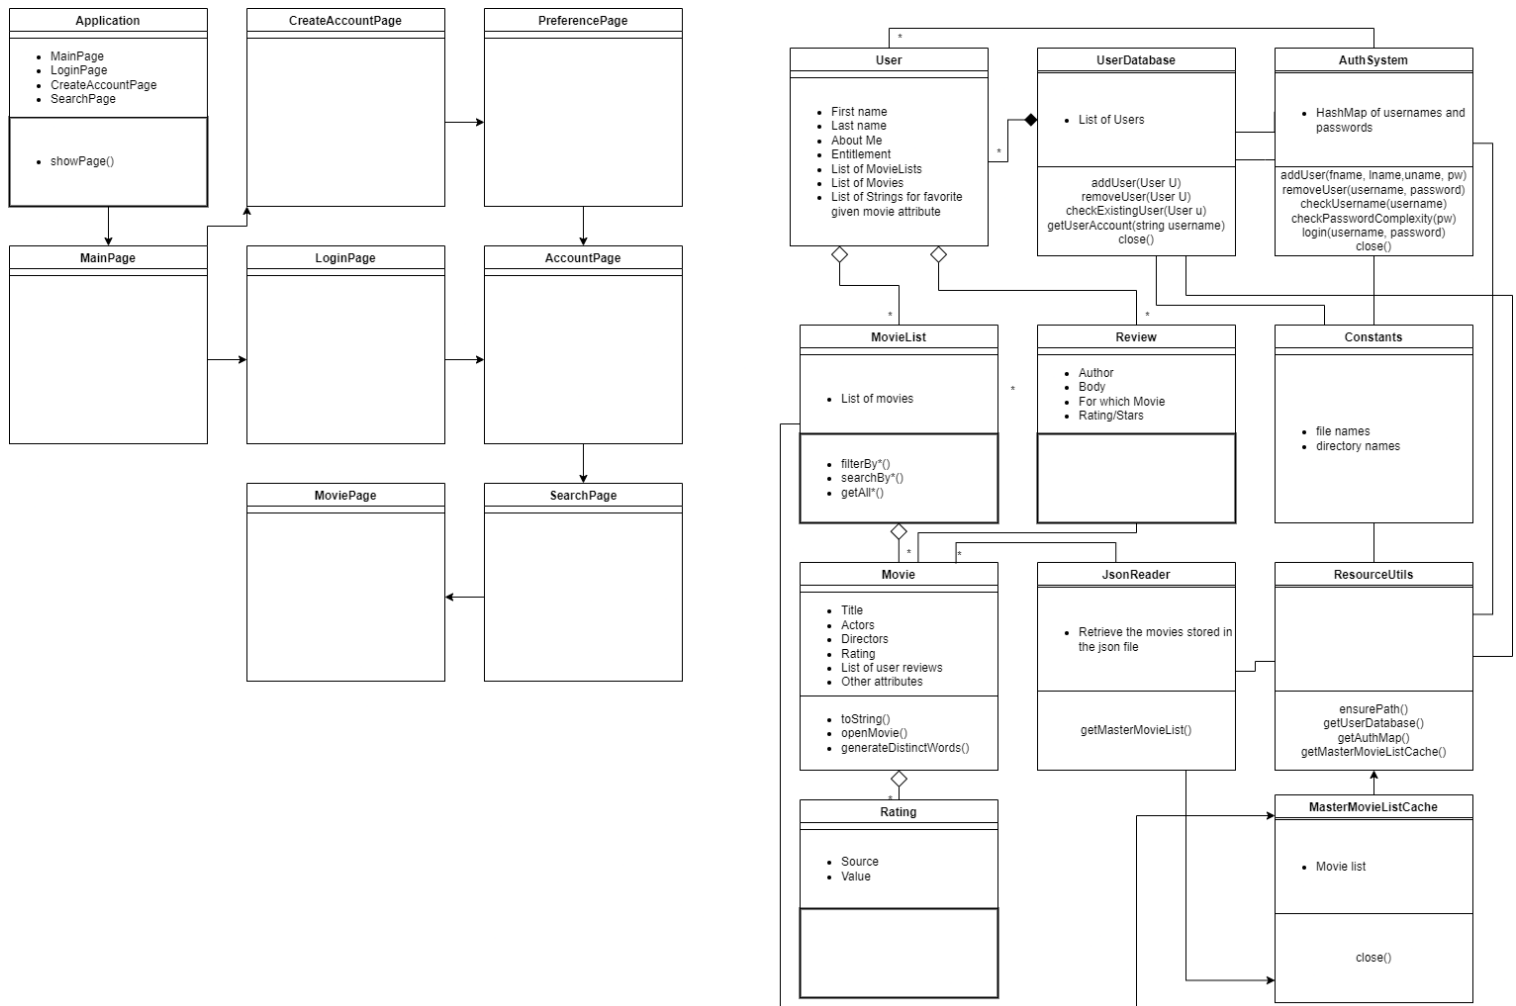 Application
MainPage
LoginPage
CreateAccountPage
SearchPage
showPage()
CreateAccountPage
PreferencePage
MainPage
LoginPage
AccountPage
MoviePage
SearchPage
*
User
First name
Last name
About Me
Entitlement
List of MovieLists
List of Movies
List of Strings for favorite
given movie attribute
*
UserDatabase
List of Users
addUser(User U)
removeUser(User U)
checkExistingUser(User u)
getUserAccount(string username)
close()
AuthSystem
HashMap of usernames and
passwords
addUser(fname, lname,uname, pw)
removeUser(username, password)
checkUsername(username)
checkPasswordComplexity(pw)
login(username, password)
close()
*
MovieList
List of movies
filterBy*()
searchBy*()
getAll*()
*
*
Review
Author
Body
For which Movie
Rating/Stars
Constants
file names
directory names
*
*
Movie
Title
Actors
Directors
Rating
List of user reviews
Other attributes
toString()
openMovie()
generateDistinctWords()
JsonReader
Retrieve the movies stored in
the json file
getMasterMovieList()
ResourceUtils
ensurePath()
getUserDatabase()
getAuthMap()
getMasterMovieListCache()
*
Rating
Source
Value
MasterMovieListCache
Movie list
close()